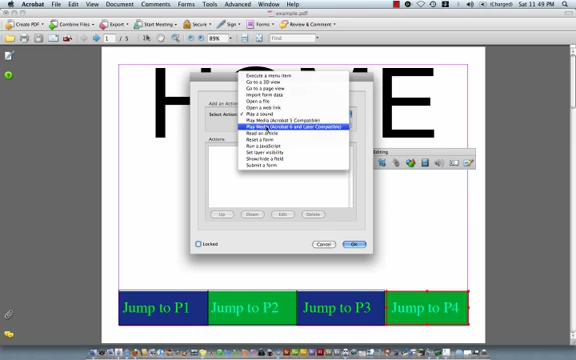 Acrobat File Edit View Document Comments Forms Tools Advanced Window Help (Charged) Sat 11:49 PM
example.pdf
Create PDF Combine Files Export Start Meeting Secure Sign Forms Review & Comment
1 / 5 89% Find
HOME
Execute a menu item
Go to a 3D view
Go to a page view
Import form data
Open a file
Open a web link
Add an Action
Select Action:
✓ Play a sound
Play Media (Acrobat 5 Compatible)
Play Media (Acrobat 6 and Later Compatible)
Read an article
Reset a form
Run a JavaScript
Set layer visibility
Show/hide a field
Submit a form
Actions
Editing
Up Down Edit Delete
Locked Cancel OK
Jump to P1 Jump to P2 Jump to P3 Jump to P4